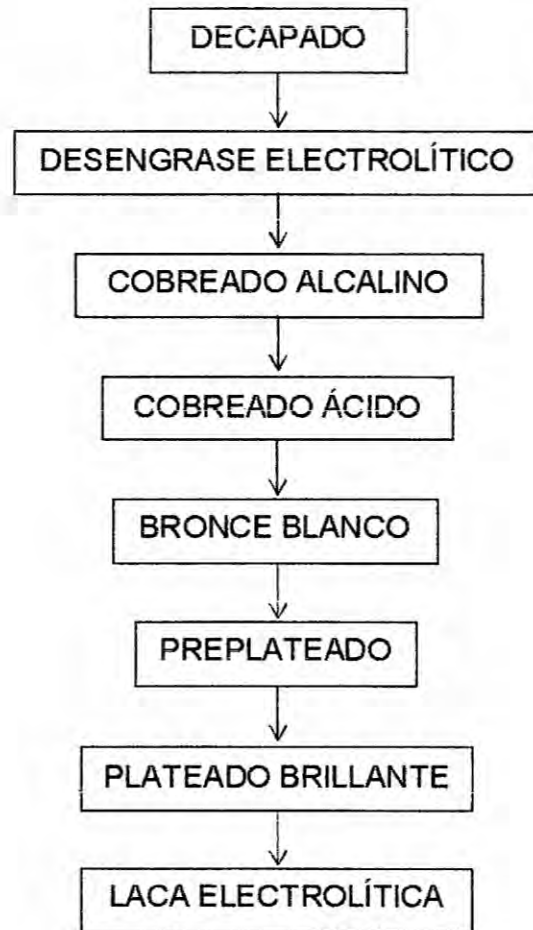 DECAPADO
DESENGRASE ELECTROLÍTICO
COBREADO ALCALINO
COBREADO ÁCIDO
BRONCE BLANCO
PREPLATEADO
PLATEADO BRILLANTE
LACA ELECTROLÍTICA